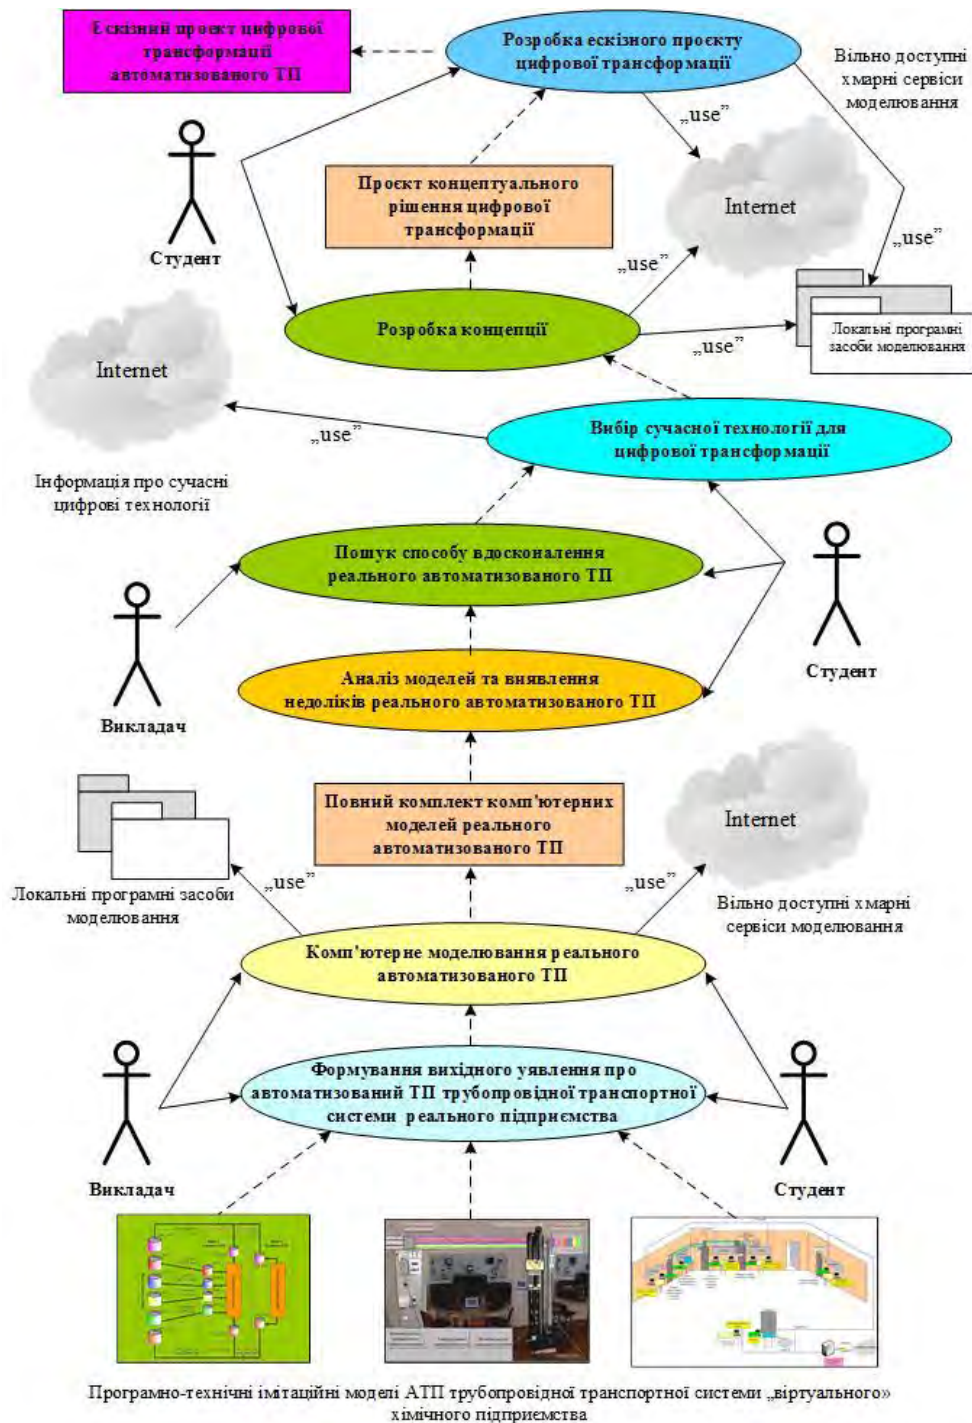 Ескізний проект цифрової
трансформації
автоматизованого ТП
Розробка ескізного проєкту
цифрової трансформації
Вільно доступні
хмарні сервіси
моделювання
„use”
Студент
Проєкт концептуального
рішення цифрової
трансформації
Internet
„use”
„use”
Розробка концепції
„use”
Локальні програмні
засоби моделювання
Internet
„use”
Вибір сучасної технології для
цифрової трансформації
Інформація про сучасні
цифрові технології
Пошук способу вдосконалення
реального автоматизованого ТП
Викладач
Студент
Аналіз моделей та виявлення
недоліків реального автоматизованого ТП
Повний комплект комп'ютерних
моделей реального
автоматизованого ТП
Internet
Локальні програмні засоби
моделювання
„use”
„use”
Вільно доступні хмарні
сервіси моделювання
Комп'ютерне моделювання реального
автоматизованого ТП
Формування вихідного уявлення про
автоматизований ТП трубопровідної транспортної
системи реального підприємства
Викладач
Студент
Програмно-технічні імітаційні моделі АТП трубопровідної транспортної системи „віртуального»
хімічного підприємства